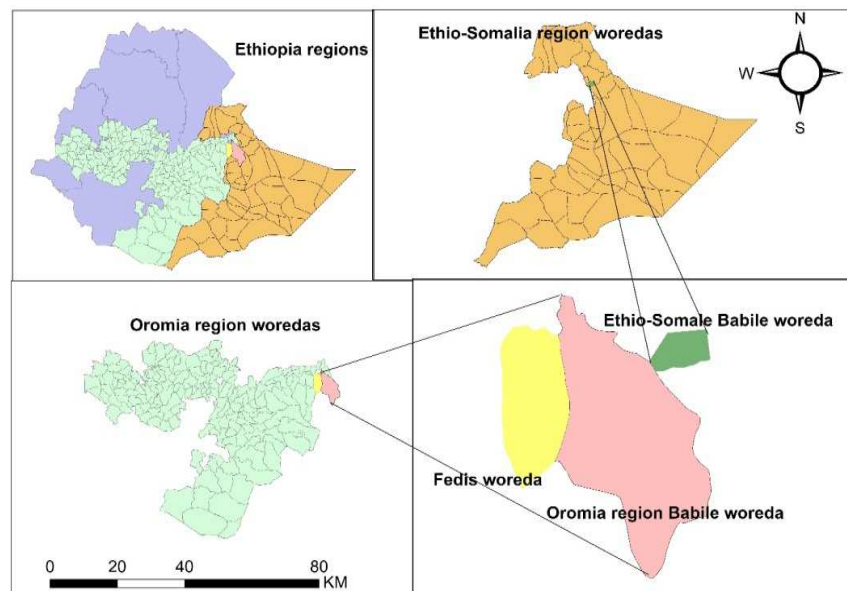 Ethiopia regions
Ethio-Somalia region woredas
N
W
E
S
Oromia region woredas
Ethio-Somale Babile woreda
Fedis woreda
Oromia region Babile woreda
0 20 40 60 80
KM